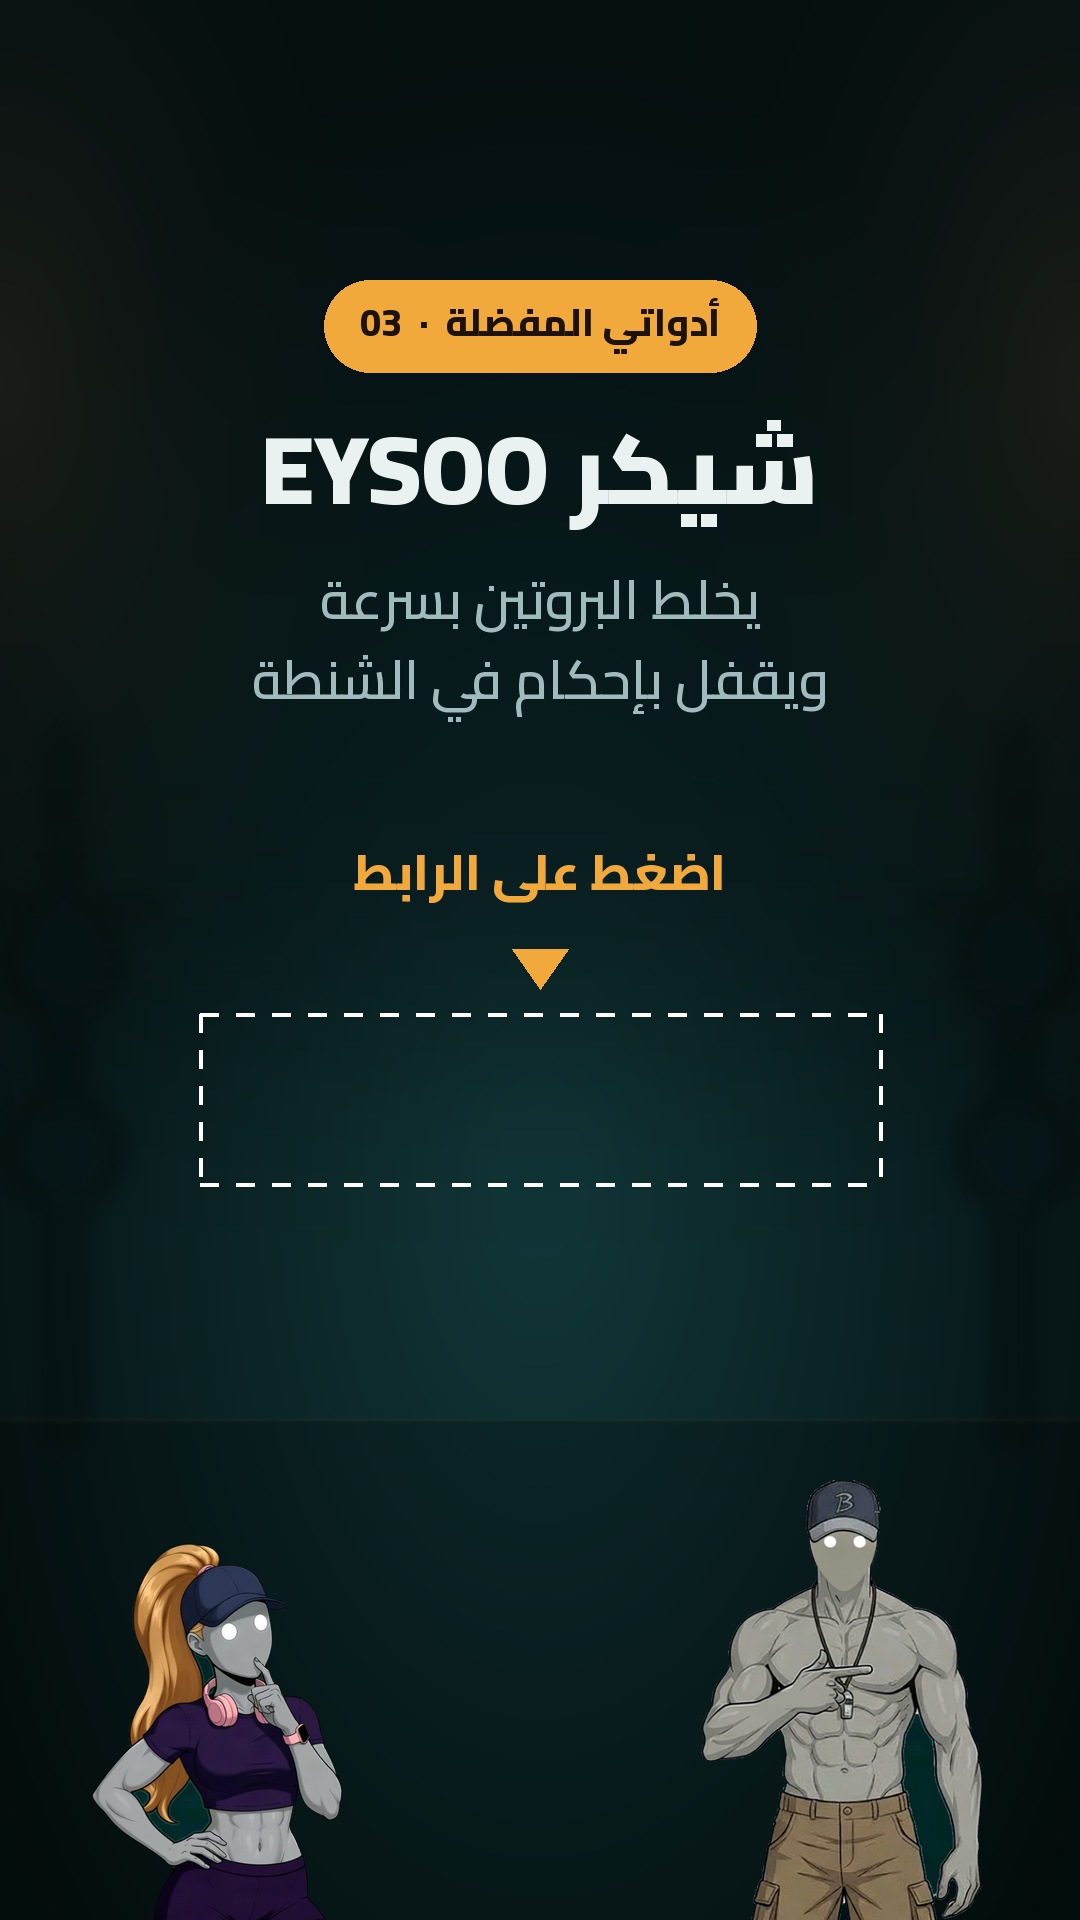 أدواتي المفضلة · 03
شيكر EYSOO
يخلط البروتين بسرعة
ويقفل بإحكام في الشنطة
اضغط على الرابط
B